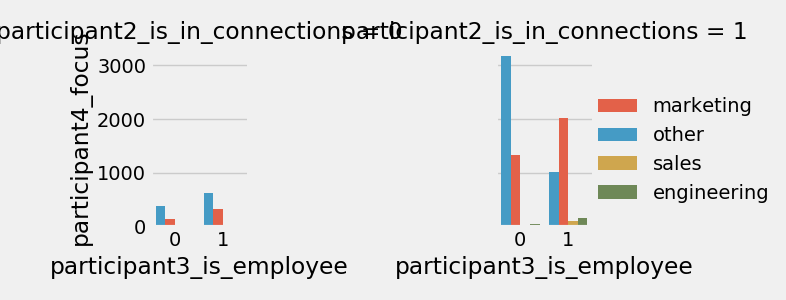 participant2_is_in_connections = 0
participant2_is_in_connections = 1
participant4_focus
3000
2000
1000
0
0 1
0 1
participant3_is_employee
participant3_is_employee
marketing
other
sales
engineering